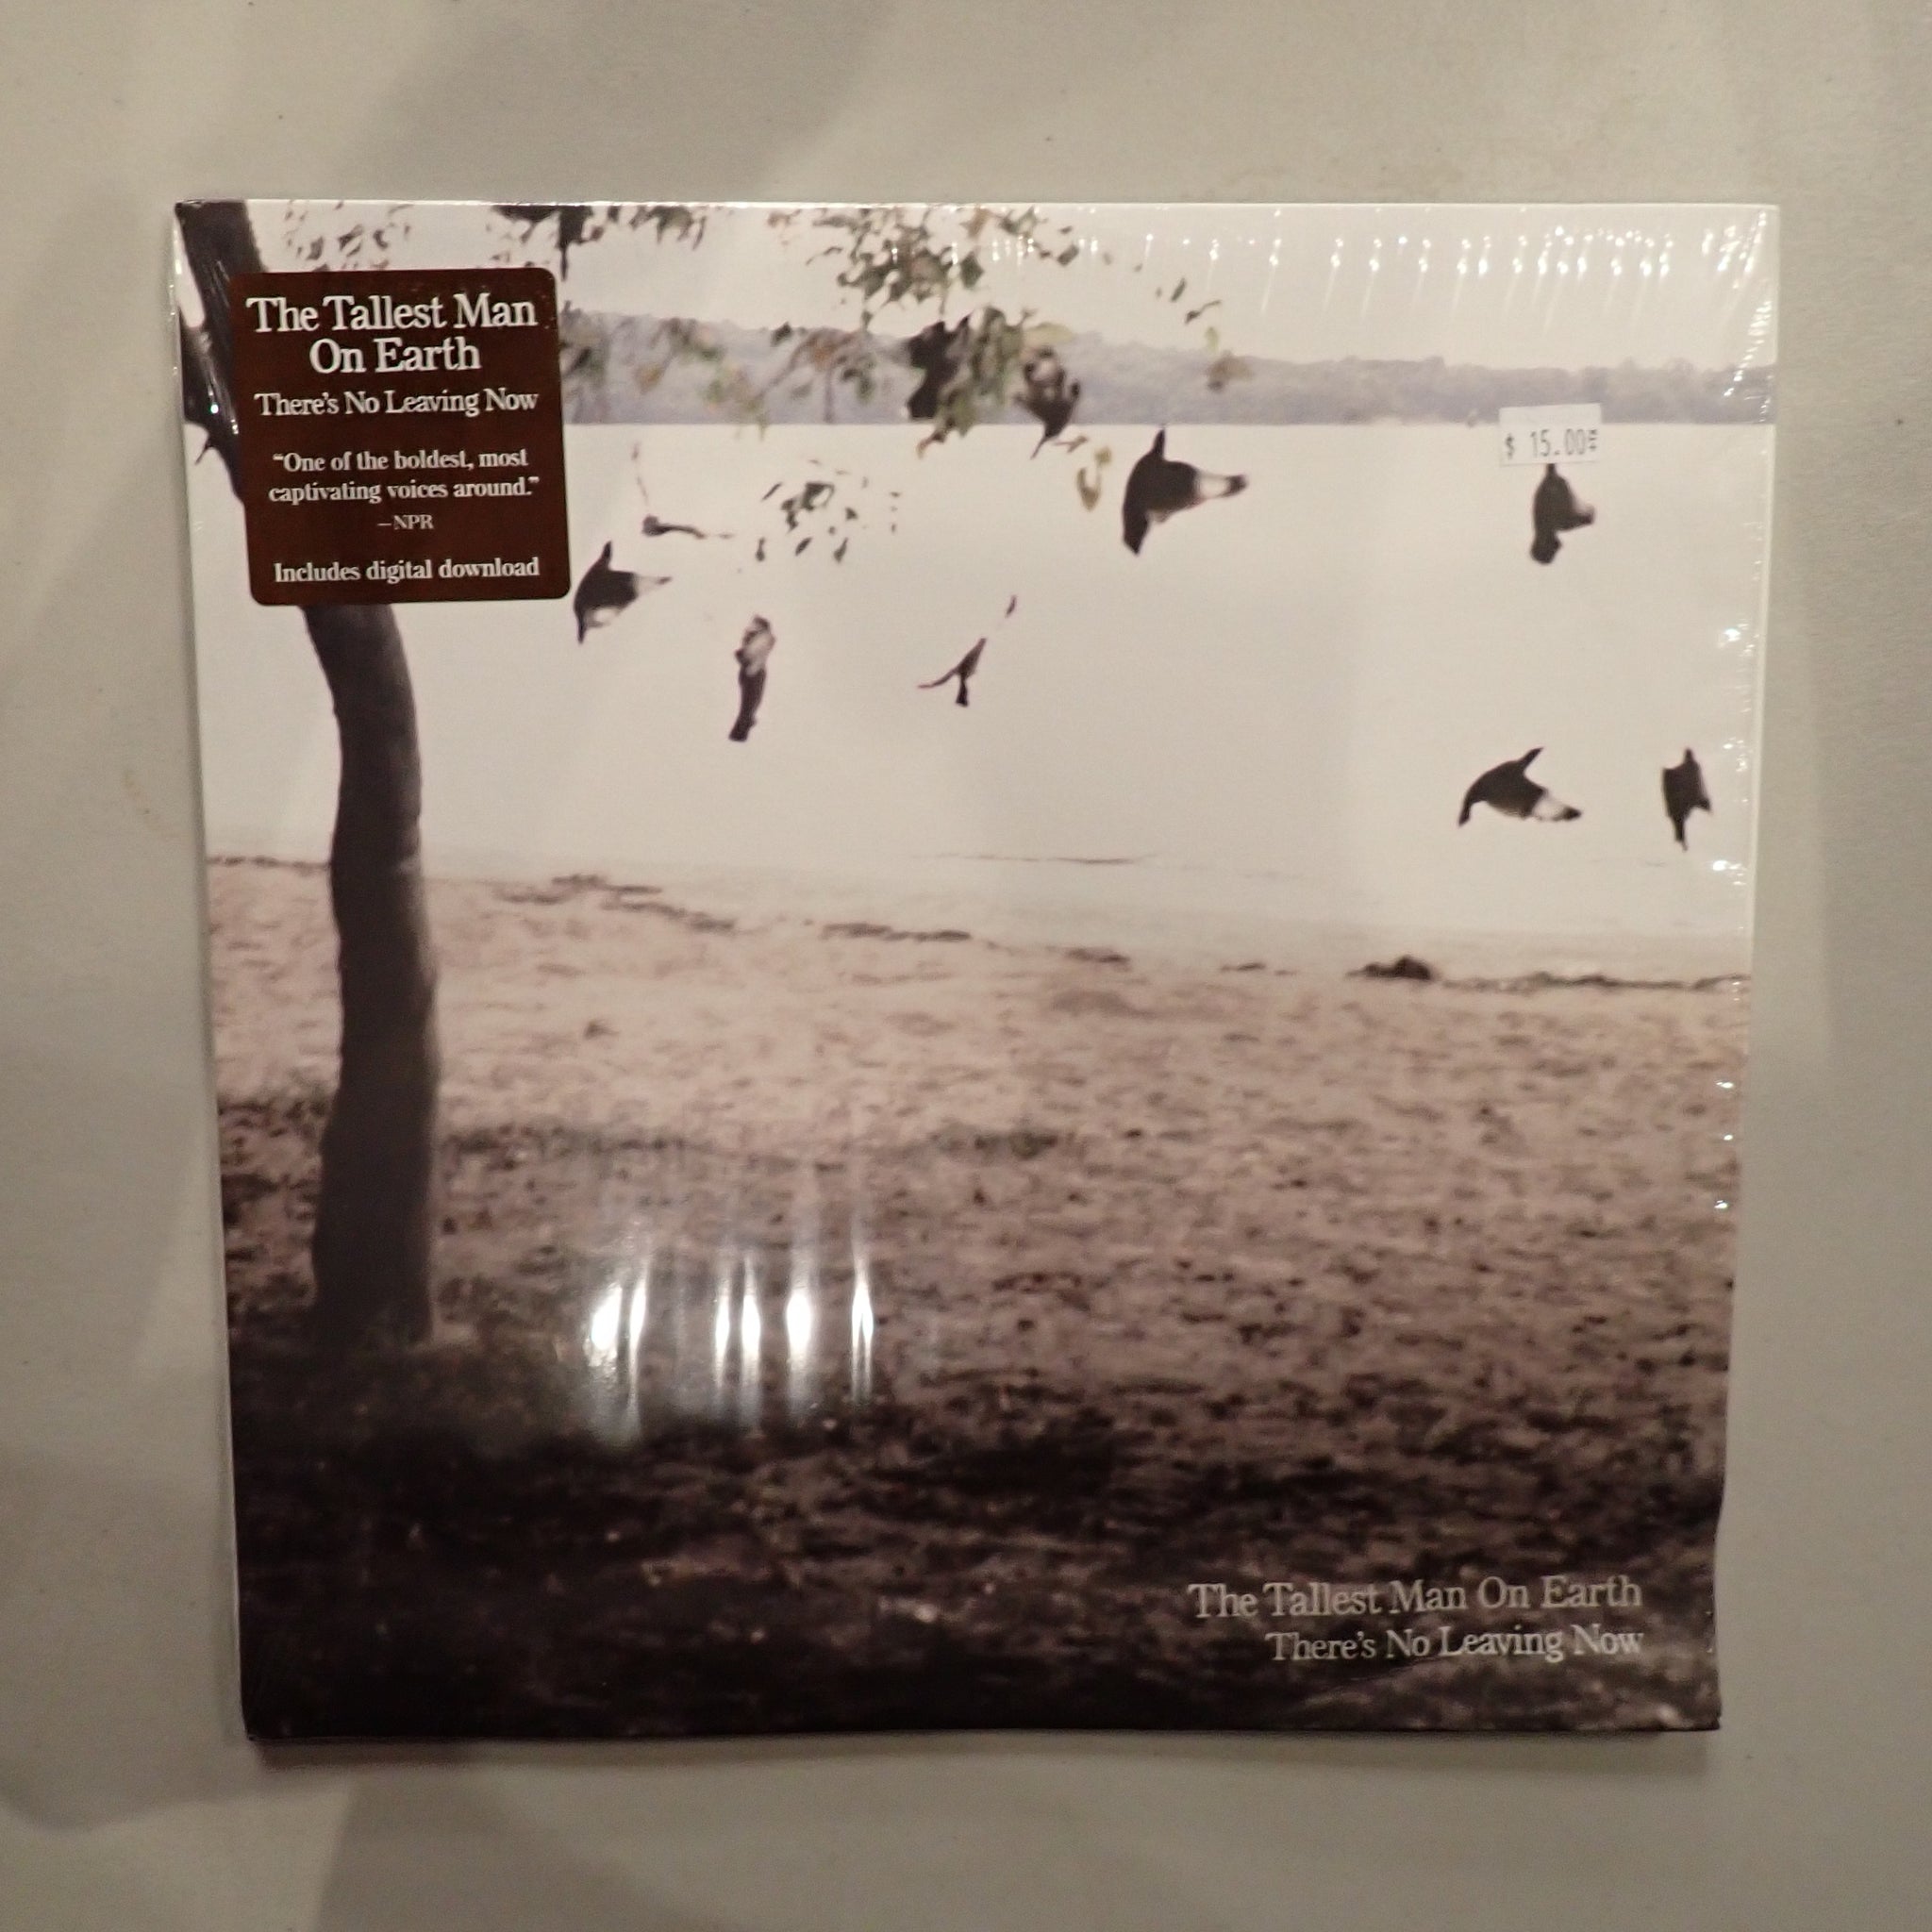 The Tallest Man
On Earth
There's No Leaving Now
“One of the boldest, most
captivating voices around.”
—NPR
Includes digital download
$ 15.00
The Tallest Man On Earth
There's No Leaving Now